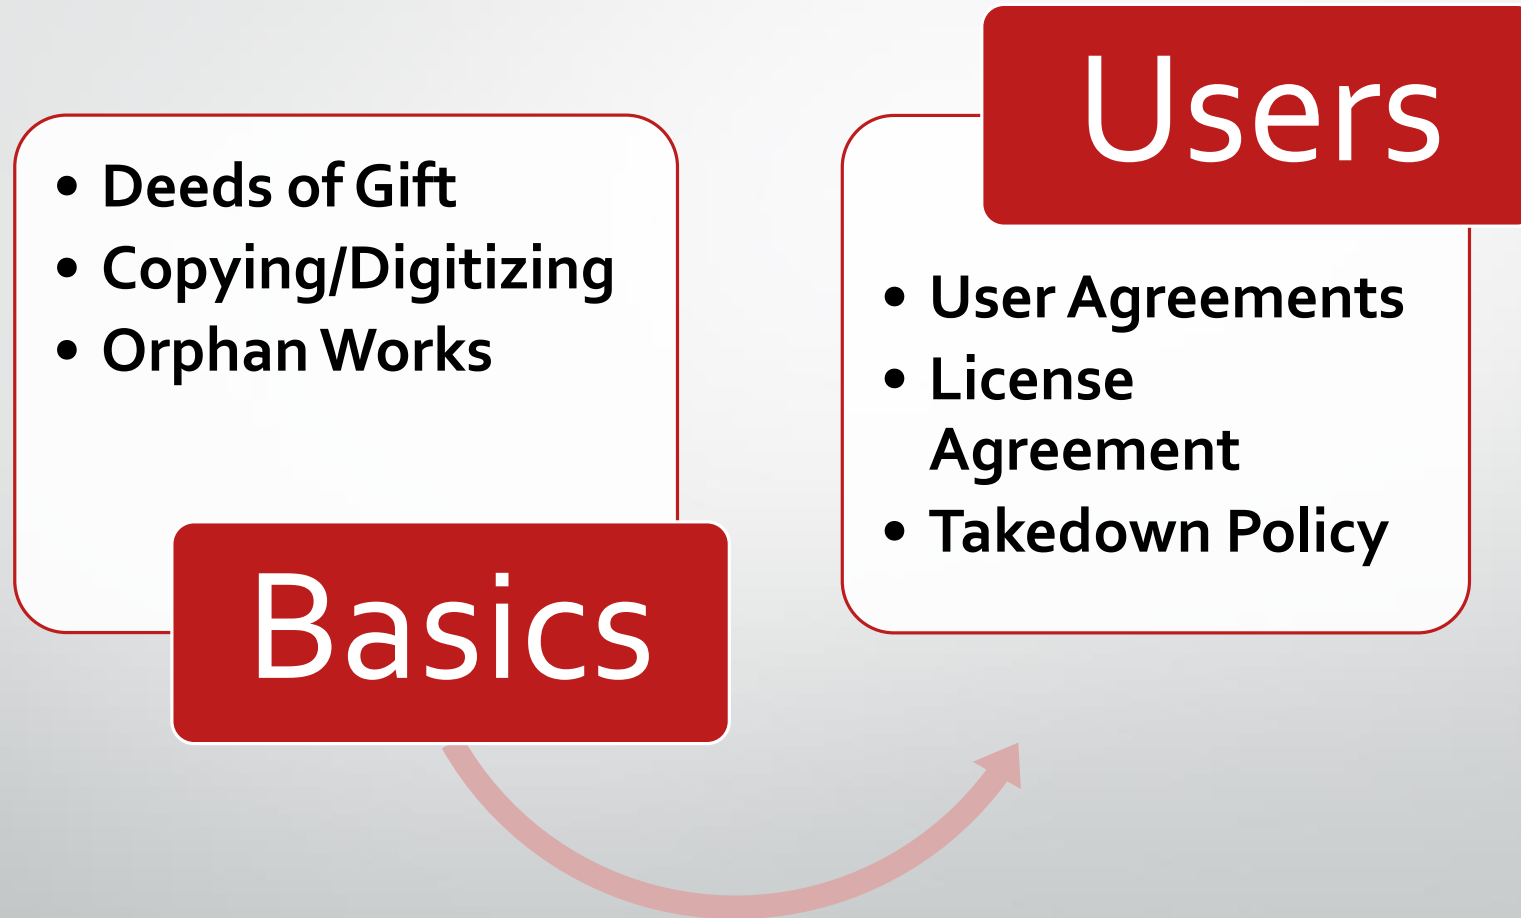 • Deeds of Gift
• Copying/Digitizing
• Orphan Works
Basics
Users
• User Agreements
• License
Agreement
• Takedown Policy